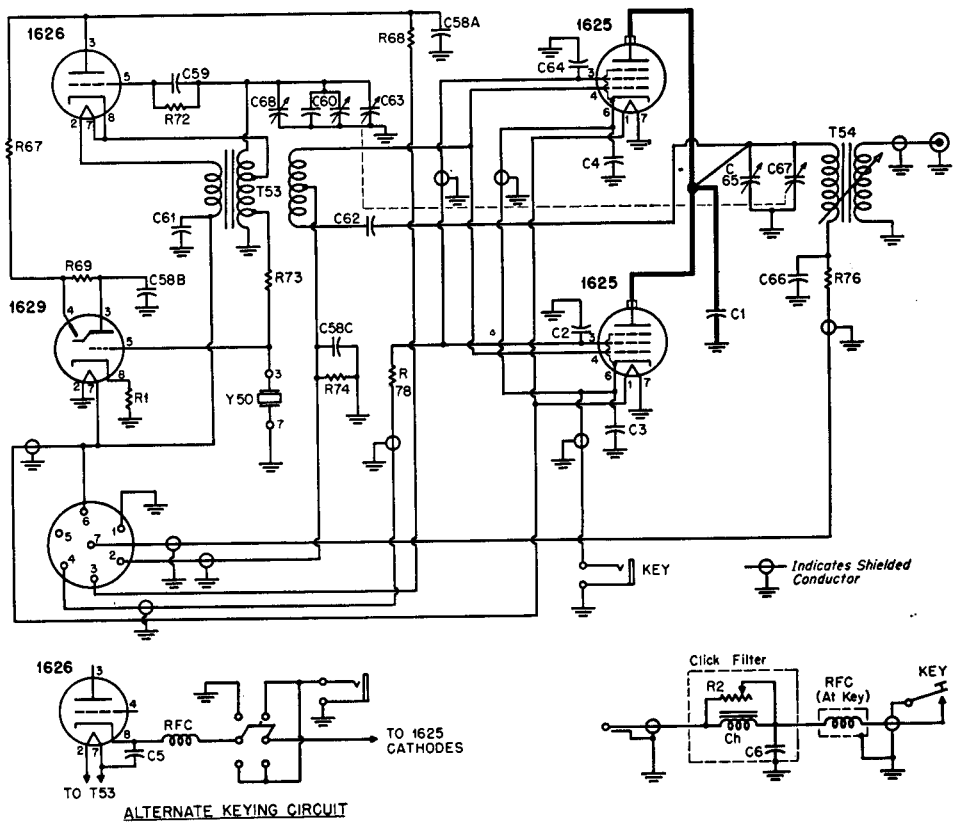 1626
3
5
2
7
8
C59
R72
R67
R68
C58A
C68
C60
C63
1625
C64
3
4
6
1
7
C4
T54
C
65
C67
T53
C61
C62
R69
C58B
R73
1629
4
3
5
2
7
8
R1
C58C
R74
Y50
3
7
R
78
1625
C2
3
4
6
1
7
C3
C1
C66
R76
6
1
5
7
2
4
3
KEY
Indicates Shielded
Conductor
1626
3
4
2
7
8
C5
RFC
TO T53
TO 1625
CATHODES
ALTERNATE KEYING CIRCUIT
Click Filter
R2
Ch
C6
RFC
(At Key)
KEY